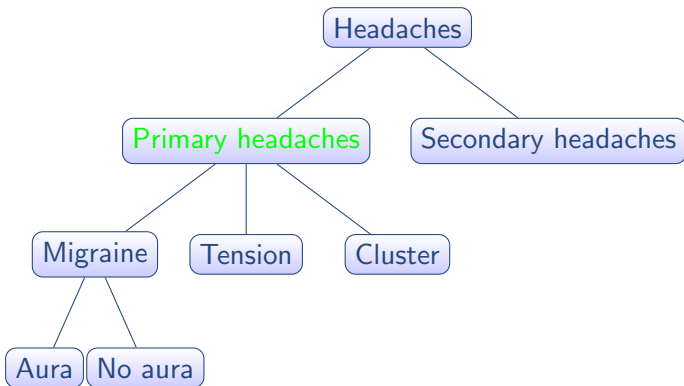 Headaches
Primary headaches
Secondary headaches
Migraine
Tension
Cluster
Aura
No aura